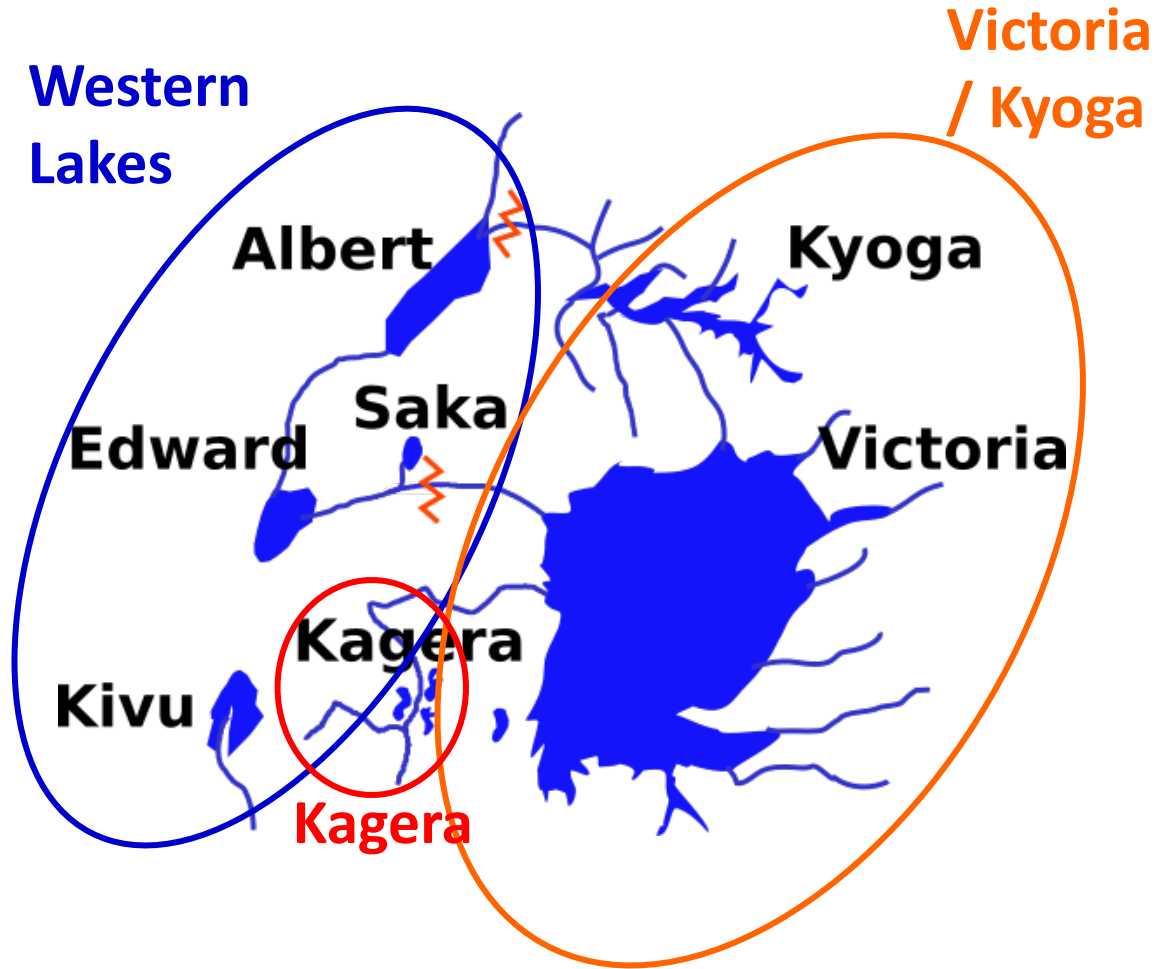 Victoria
/ Kyoga
Western
Lakes
Albert
Kyoga
Saka
Edward
Victoria
Kagera
Kivu
Kagera